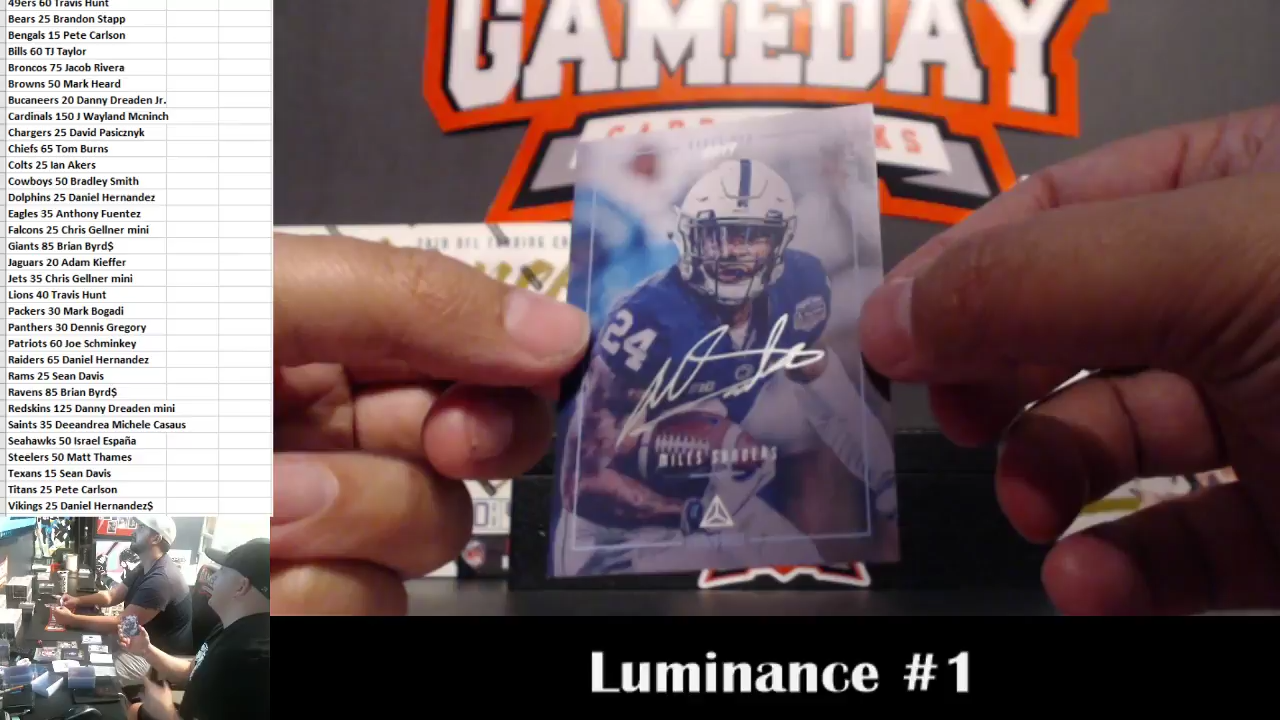 49ers 60 Travis Hunt
Bears 25 Brandon Stapp
Bengals 15 Pete Carlson
Bills 60 TJ Taylor
Broncos 75 Jacob Rivera
Browns 50 Mark Heard
Bucaneers 20 Danny Dreaden Jr.
Cardinals 150 J Wayland Mcninch
Chargers 25 David Pasicznyk
Chiefs 65 Tom Burns
Colts 25 Ian Akers
Cowboys 50 Bradley Smith
Dolphins 25 Daniel Hernandez
Eagles 35 Anthony Fuentez
Falcons 25 Chris Gellner mini
Giants 85 Brian Byrd$
Jaguars 20 Adam Kieffer
Jets 35 Chris Gellner mini
Lions 40 Travis Hunt
Packers 30 Mark Bogadi
Panthers 30 Dennis Gregory
Patriots 60 Joe Schminkey
Raiders 65 Daniel Hernandez
Rams 25 Sean Davis
Ravens 85 Brian Byrd$
Redskins 125 Danny Dreaden mini
Saints 35 Deeandrea Michele Casaus
Seahawks 50 Israel España
Steelers 50 Matt Thames
Texans 15 Sean Davis
Titans 25 Pete Carlson
Vikings 25 Daniel Hernandez$
GAMEDAY
24
MILES SANDERS
Luminance #1